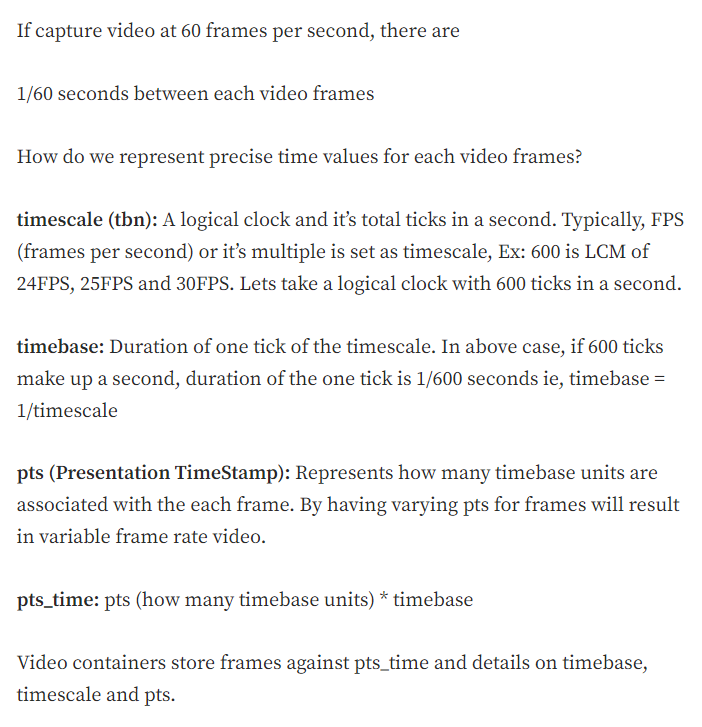 If capture video at 60 frames per second, there are
1/60 seconds between each video frames
How do we represent precise time values for each video frames?
timescale (tbn): A logical clock and it’s total ticks in a second. Typically, FPS
(frames per second) or it’s multiple is set as timescale, Ex: 600 is LCM of
24FPS, 25FPS and 30FPS. Lets take a logical clock with 600 ticks in a second.
timebase: Duration of one tick of the timescale. In above case, if 600 ticks
make up a second, duration of the one tick is 1/600 seconds ie, timebase =
1/timescale
pts (Presentation TimeStamp): Represents how many timebase units are
associated with the each frame. By having varying pts for frames will result
in variable frame rate video.
pts_time: pts (how many timebase units) * timebase
Video containers store frames against pts_time and details on timebase,
timescale and pts.